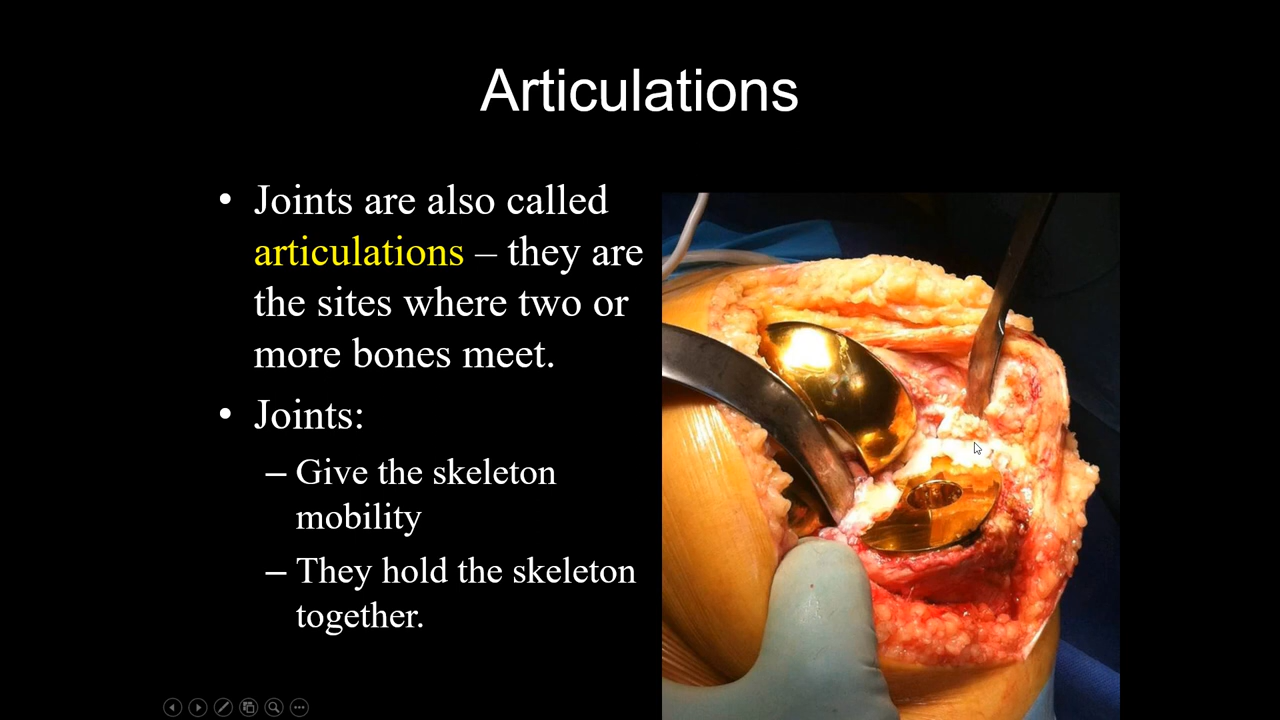 Articulations
• Joints are also called
articulations – they are
the sites where two or
more bones meet.
• Joints:
– Give the skeleton
mobility
– They hold the skeleton
together.